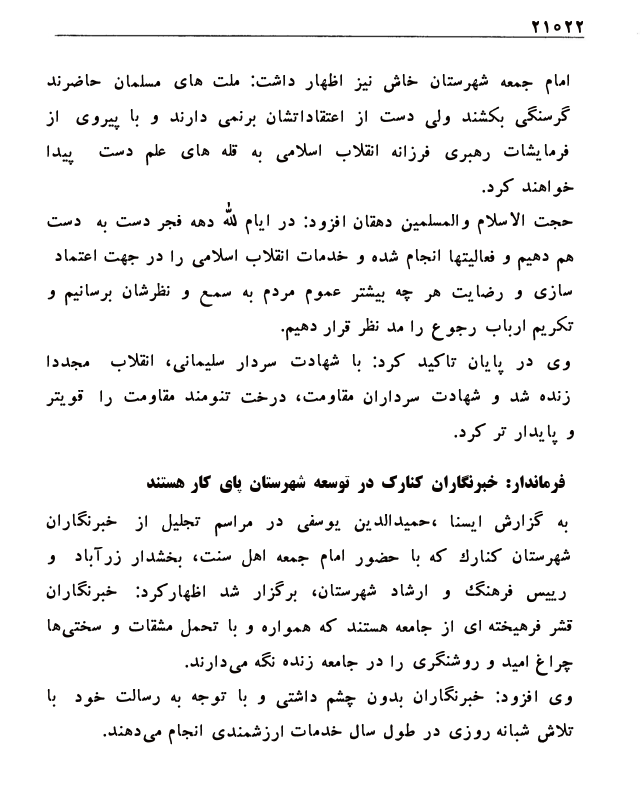 ۲۱۰۲۲
امام جمعه شهرستان خاش نیز اظهار داشت: ملت های مسلمان حاضرند
گرسنگی بکشند ولی دست از اعتقاداتشان برنمی دارند و با پیروی از
فرمایشات رهبری فرزانه انقلاب اسلامی به قله های علم دست پیدا
خواهند کرد.
حجت الاسلام والمسلمین دهقان افزود: در ایام لله دهه فجر دست به دست
هم دهیم و فعالیتها انجام شده و خدمات انقلاب اسلامی را در جهت اعتماد
سازی و رضایت هر چه بیشتر عموم مردم به سمع و نظرشان برسانیم و
تکریم ارباب رجوع را مد نظر قرار دهیم.
وی در پایان تاکید کرد: با شهادت سردار سلیمانی، انقلاب مجددا
زنده شد و شهادت سرداران مقاومت، درخت تنومند مقاومت را قویتر
و پایدار تر کرد.
فرماندار: خبرنگاران کنارک در توسعه شهرستان پای کار هستند
به گزارش ایسنا ،حمیدالدین یوسفی در مراسم تجلیل از خبرنگاران
شهرستان کنارک که با حضور امام جمعه اهل سنت، بخشدار زرآباد و
رییس فرهنگ و ارشاد شهرستان، برگزار شد اظهارکرد: خبرنگاران
قشر فرهیخته ای از جامعه هستند که همواره و با تحمل مشقات و سختی‌ها
چراغ امید و روشنگری را در جامعه زنده نگه می‌دارند.
وی افزود: خبرنگاران بدون چشم داشتی و با توجه به رسالت خود با
تلاش شبانه روزی در طول سال خدمات ارزشمندی انجام می‌دهند.